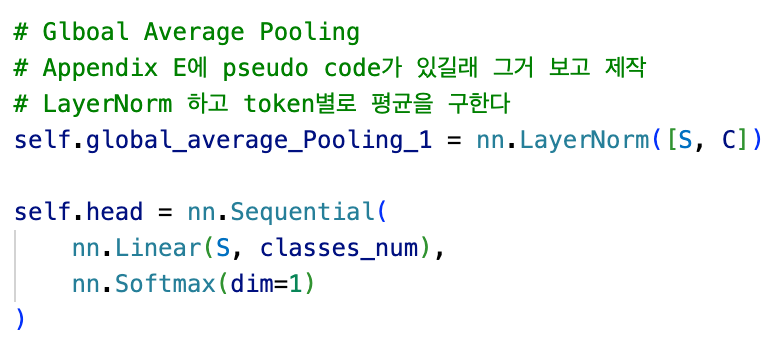 # Glboal Average Pooling
# Appendix E에 pseudo code가 있길래 그거 보고 제작
# LayerNorm 하고 token별로 평균을 구한다
self.global_average_Pooling_1 = nn.LayerNorm([S, C])
self.head = nn.Sequential(
nn.Linear(S, classes_num),
nn.Softmax(dim=1)
)